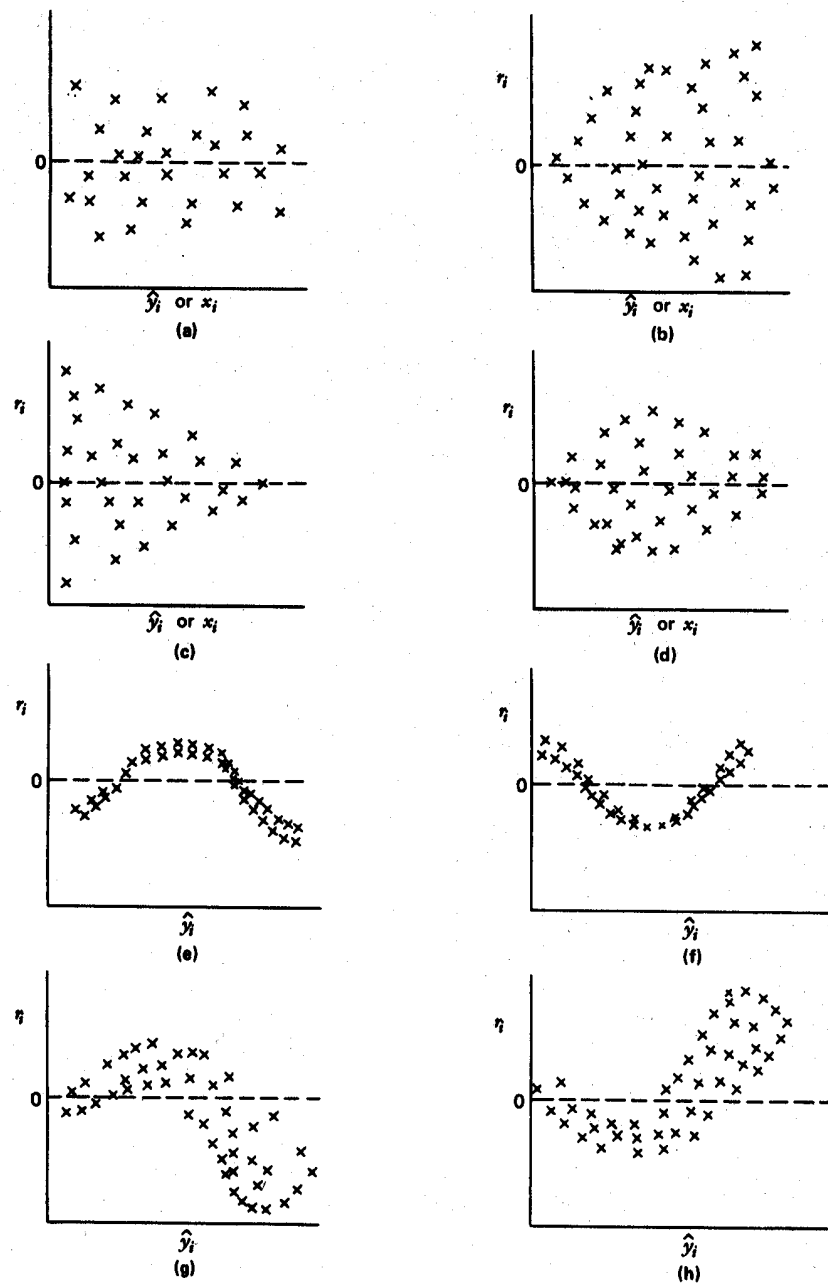 0
ŷᵢ or xᵢ
(a)
rᵢ
0
ŷᵢ or xᵢ
(b)
rᵢ
0
ŷᵢ or xᵢ
(c)
rᵢ
0
ŷᵢ or xᵢ
(d)
rᵢ
0
ŷᵢ
(e)
rᵢ
0
ŷᵢ
(f)
rᵢ
0
ŷᵢ
(g)
rᵢ
0
ŷᵢ
(h)